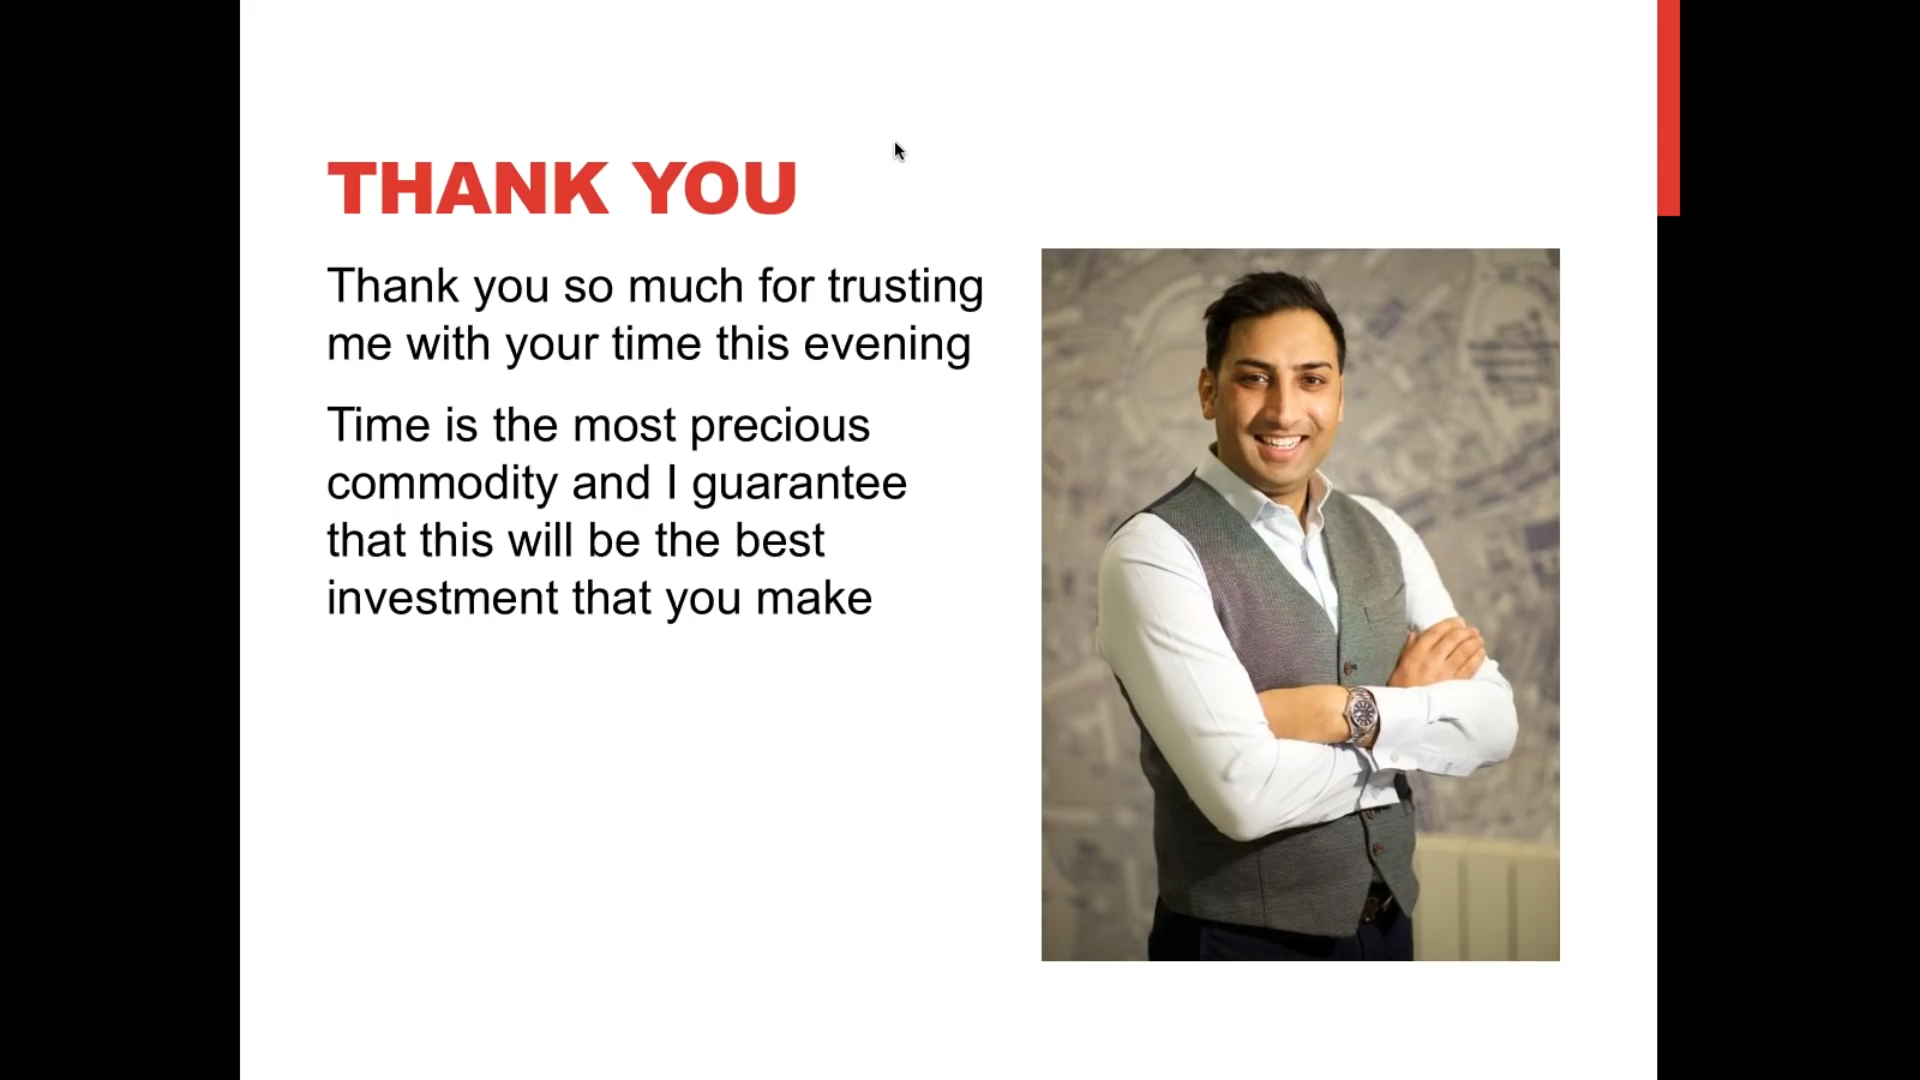 THANK YOU
Thank you so much for trusting
me with your time this evening
Time is the most precious
commodity and I guarantee
that this will be the best
investment that you make